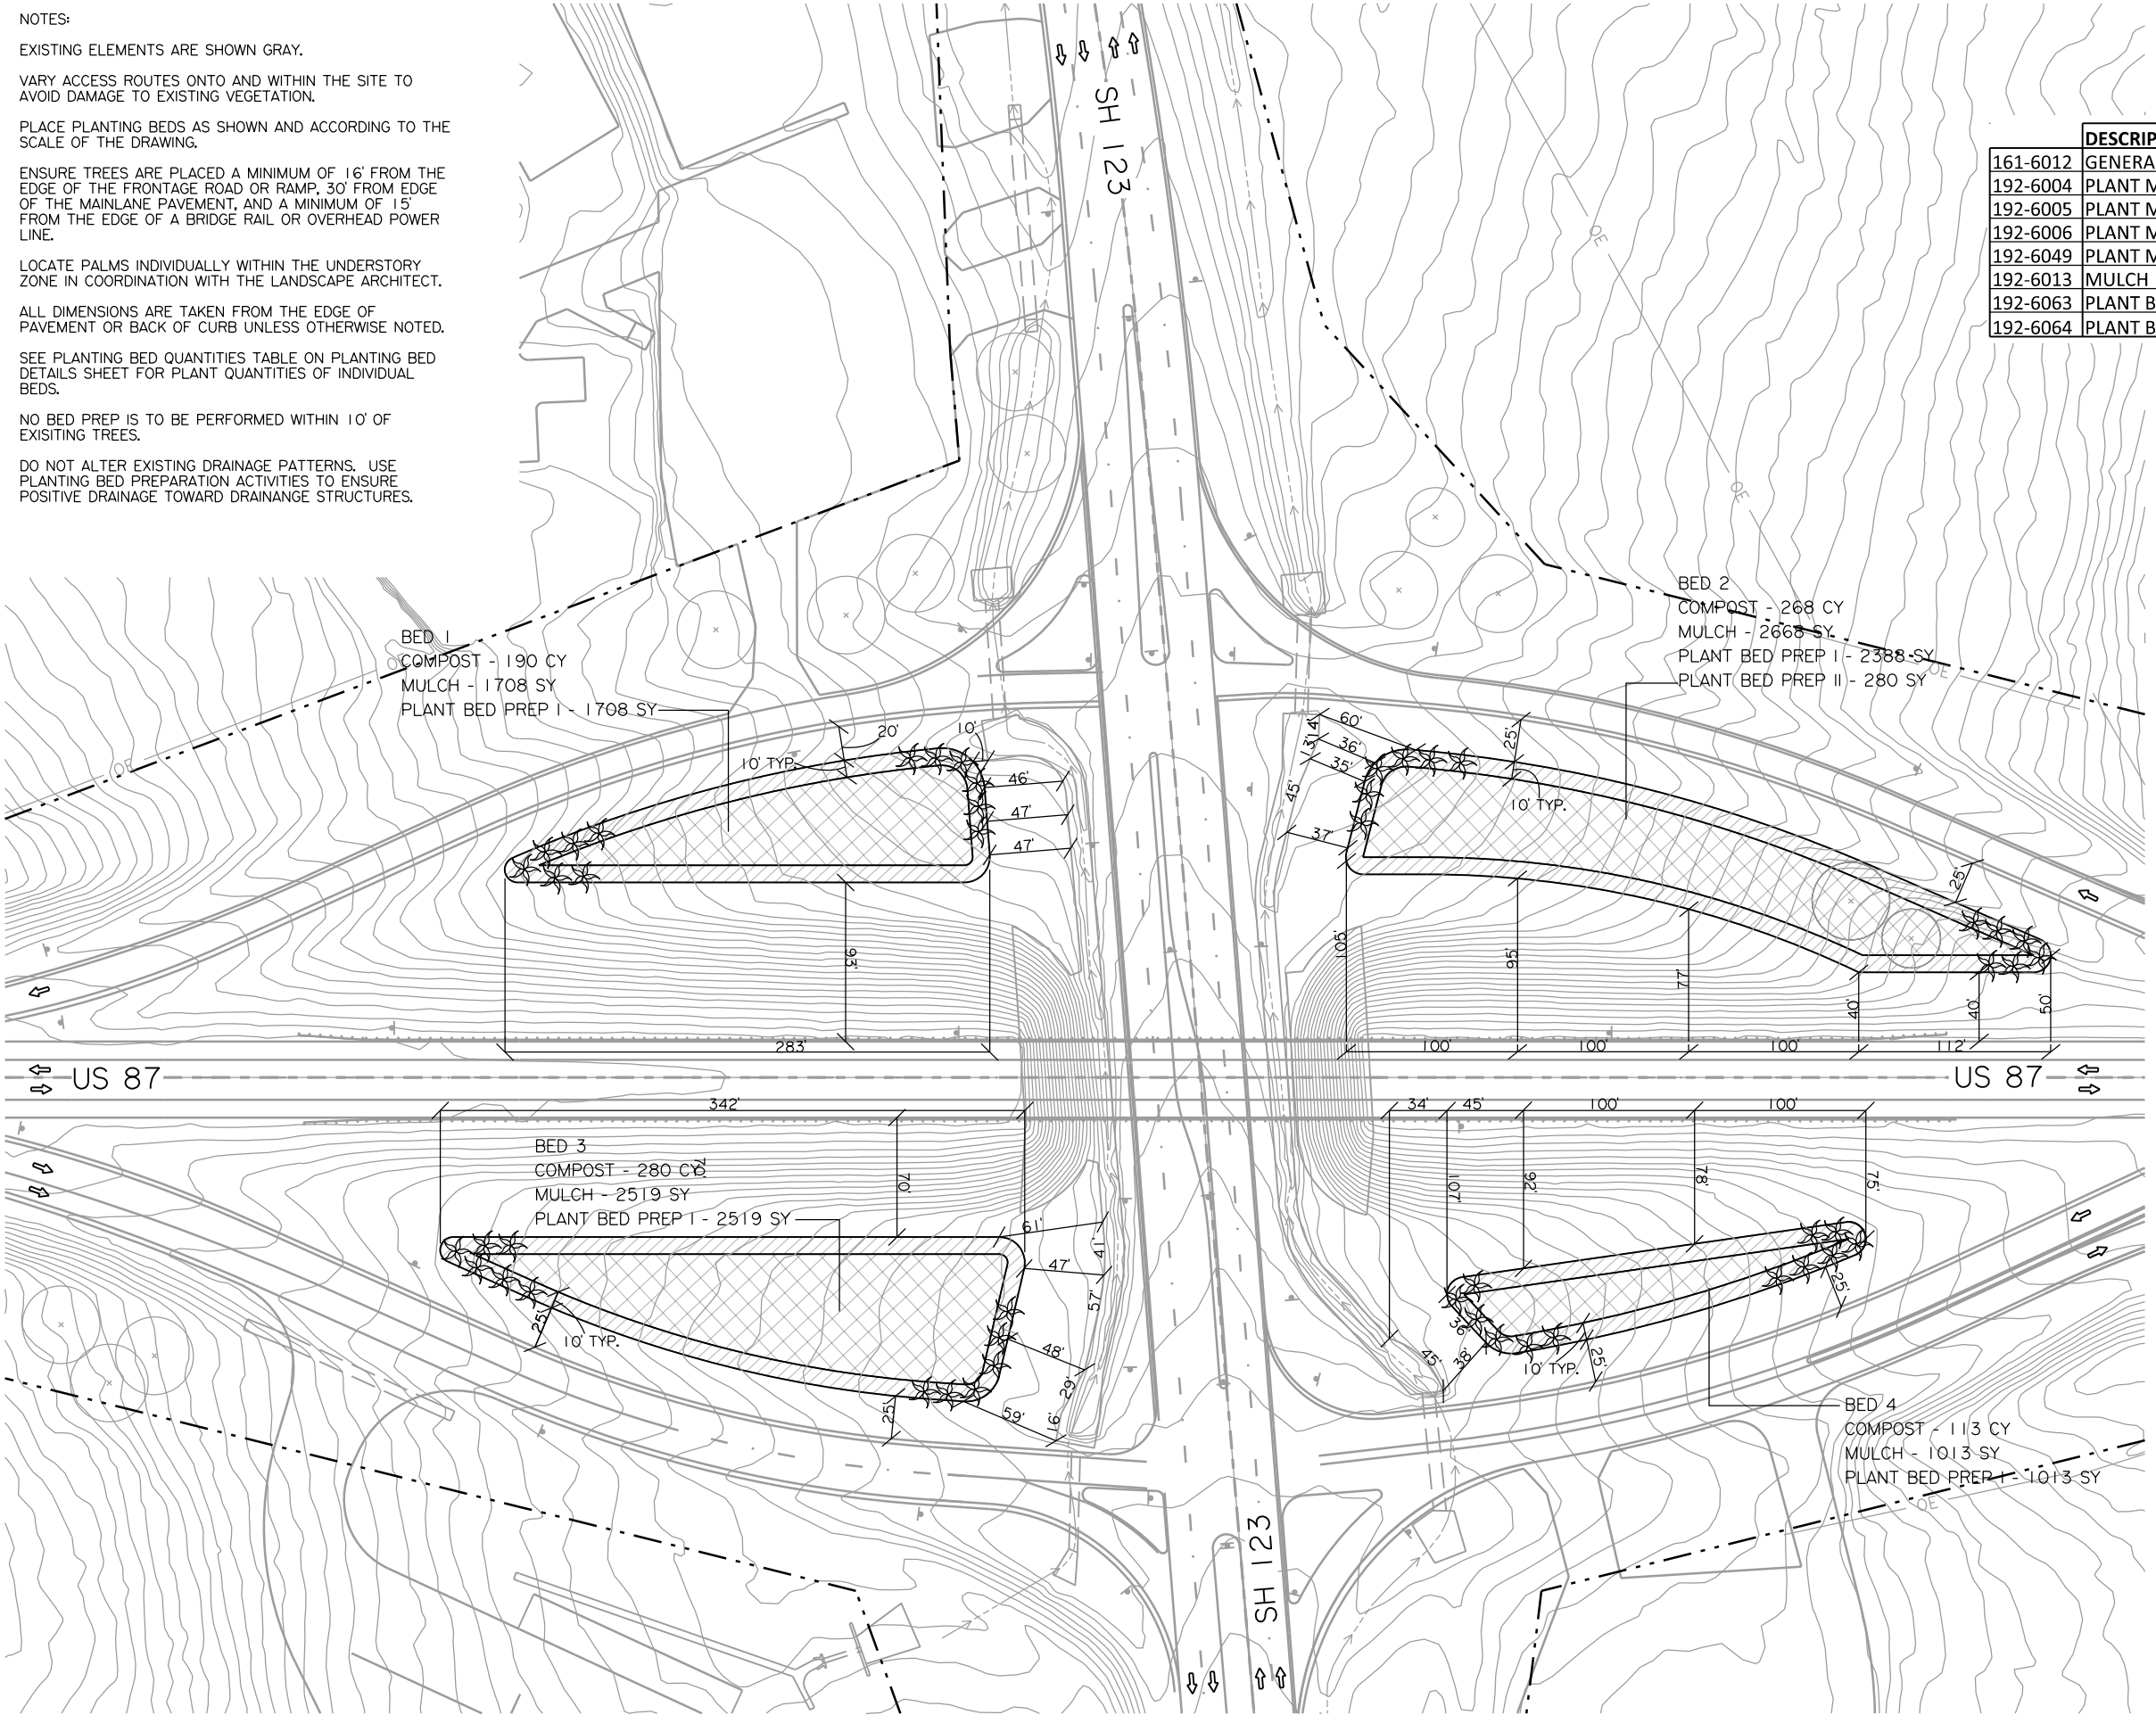 NOTES:
EXISTING ELEMENTS ARE SHOWN GRAY.
VARY ACCESS ROUTES ONTO AND WITHIN THE SITE TO
AVOID DAMAGE TO EXISTING VEGETATION.
PLACE PLANTING BEDS AS SHOWN AND ACCORDING TO THE
SCALE OF THE DRAWING.
ENSURE TREES ARE PLACED A MINIMUM OF 16' FROM THE
EDGE OF THE FRONTAGE ROAD OR RAMP, 30' FROM EDGE
OF THE MAINLANE PAVEMENT, AND A MINIMUM OF 15'
FROM THE EDGE OF A BRIDGE RAIL OR OVERHEAD POWER
LINE.
LOCATE PALMS INDIVIDUALLY WITHIN THE UNDERSTORY
ZONE IN COORDINATION WITH THE LANDSCAPE ARCHITECT.
ALL DIMENSIONS ARE TAKEN FROM THE EDGE OF
PAVEMENT OR BACK OF CURB UNLESS OTHERWISE NOTED.
SEE PLANTING BED QUANTITIES TABLE ON PLANTING BED
DETAILS SHEET FOR PLANT QUANTITIES OF INDIVIDUAL
BEDS.
NO BED PREP IS TO BE PERFORMED WITHIN 10' OF
EXISITING TREES.
DO NOT ALTER EXISTING DRAINAGE PATTERNS. USE
PLANTING BED PREPARATION ACTIVITIES TO ENSURE
POSITIVE DRAINAGE TOWARD DRAINANGE STRUCTURES.
SH 123
DESCRIP
161-6012 GENERA
192-6004 PLANT M
192-6005 PLANT M
192-6006 PLANT M
192-6049 PLANT M
192-6013 MULCH
192-6063 PLANT B
192-6064 PLANT B
OE
OE
BED 1
COMPOST - 190 CY
MULCH - 1708 SY
PLANT BED PREP I - 1708 SY
OE
OE
BED 2
COMPOST - 268 CY
MULCH - 2668 SY
PLANT BED PREP I - 2388 SY
PLANT BED PREP II - 280 SY
OE
20'
10'
10' TYP.
46'
47'
47'
93'
283'
60'
31'
4'
36'
35'
45'
37'
25'
10' TYP.
25'
105'
95'
77'
40'
40'
50'
100'
100'
100'
112'
US 87
US 87
342'
BED 3
COMPOST - 280 CY
MULCH - 2519 SY
PLANT BED PREP I - 2519 SY
70'
61'
41'
47'
57'
48'
29'
59'
16'
25'
10' TYP.
25'
34'
45'
100'
100'
107'
92'
78'
75'
36'
45'
38'
10' TYP.
25'
25'
BED 4
COMPOST - 113 CY
MULCH - 1013 SY
PLANT BED PREP I - 1013 SY
OE
SH 123